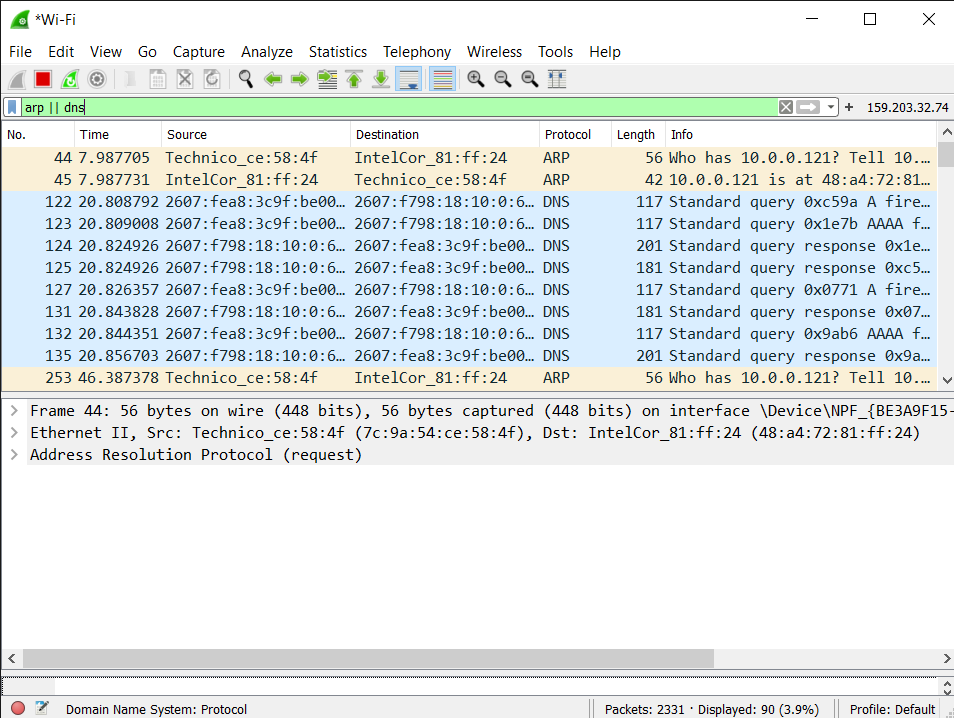 *Wi-Fi
File Edit View Go Capture Analyze Statistics Telephony Wireless Tools Help
arp || dns + 159.203.32.74
No. Time Source Destination Protocol Length Info
44 7.987705 Technico_ce:58:4f IntelCor_81:ff:24 ARP 56 Who has 10.0.0.121? Tell 10.…
45 7.987731 IntelCor_81:ff:24 Technico_ce:58:4f ARP 42 10.0.0.121 is at 48:a4:72:81…
122 20.808792 2607:fea8:3c9f:be00… 2607:f798:18:10:0:6… DNS 117 Standard query 0xc59a A fire…
123 20.809008 2607:fea8:3c9f:be00… 2607:f798:18:10:0:6… DNS 117 Standard query 0x1e7b AAAA f…
124 20.824926 2607:f798:18:10:0:6… 2607:fea8:3c9f:be00… DNS 201 Standard query response 0x1e…
125 20.824926 2607:f798:18:10:0:6… 2607:fea8:3c9f:be00… DNS 181 Standard query response 0xc5…
127 20.826357 2607:fea8:3c9f:be00… 2607:f798:18:10:0:6… DNS 117 Standard query 0x0771 A fire…
131 20.843828 2607:f798:18:10:0:6… 2607:fea8:3c9f:be00… DNS 181 Standard query response 0x07…
132 20.844351 2607:fea8:3c9f:be00… 2607:f798:18:10:0:6… DNS 117 Standard query 0x9ab6 AAAA f…
135 20.856703 2607:f798:18:10:0:6… 2607:fea8:3c9f:be00… DNS 201 Standard query response 0x9a…
253 46.387378 Technico_ce:58:4f IntelCor_81:ff:24 ARP 56 Who has 10.0.0.121? Tell 10.…
Frame 44: 56 bytes on wire (448 bits), 56 bytes captured (448 bits) on interface \Device\NPF_{BE3A9F15-
Ethernet II, Src: Technico_ce:58:4f (7c:9a:54:ce:58:4f), Dst: IntelCor_81:ff:24 (48:a4:72:81:ff:24)
Address Resolution Protocol (request)
Domain Name System: Protocol Packets: 2331 · Displayed: 90 (3.9%) Profile: Default